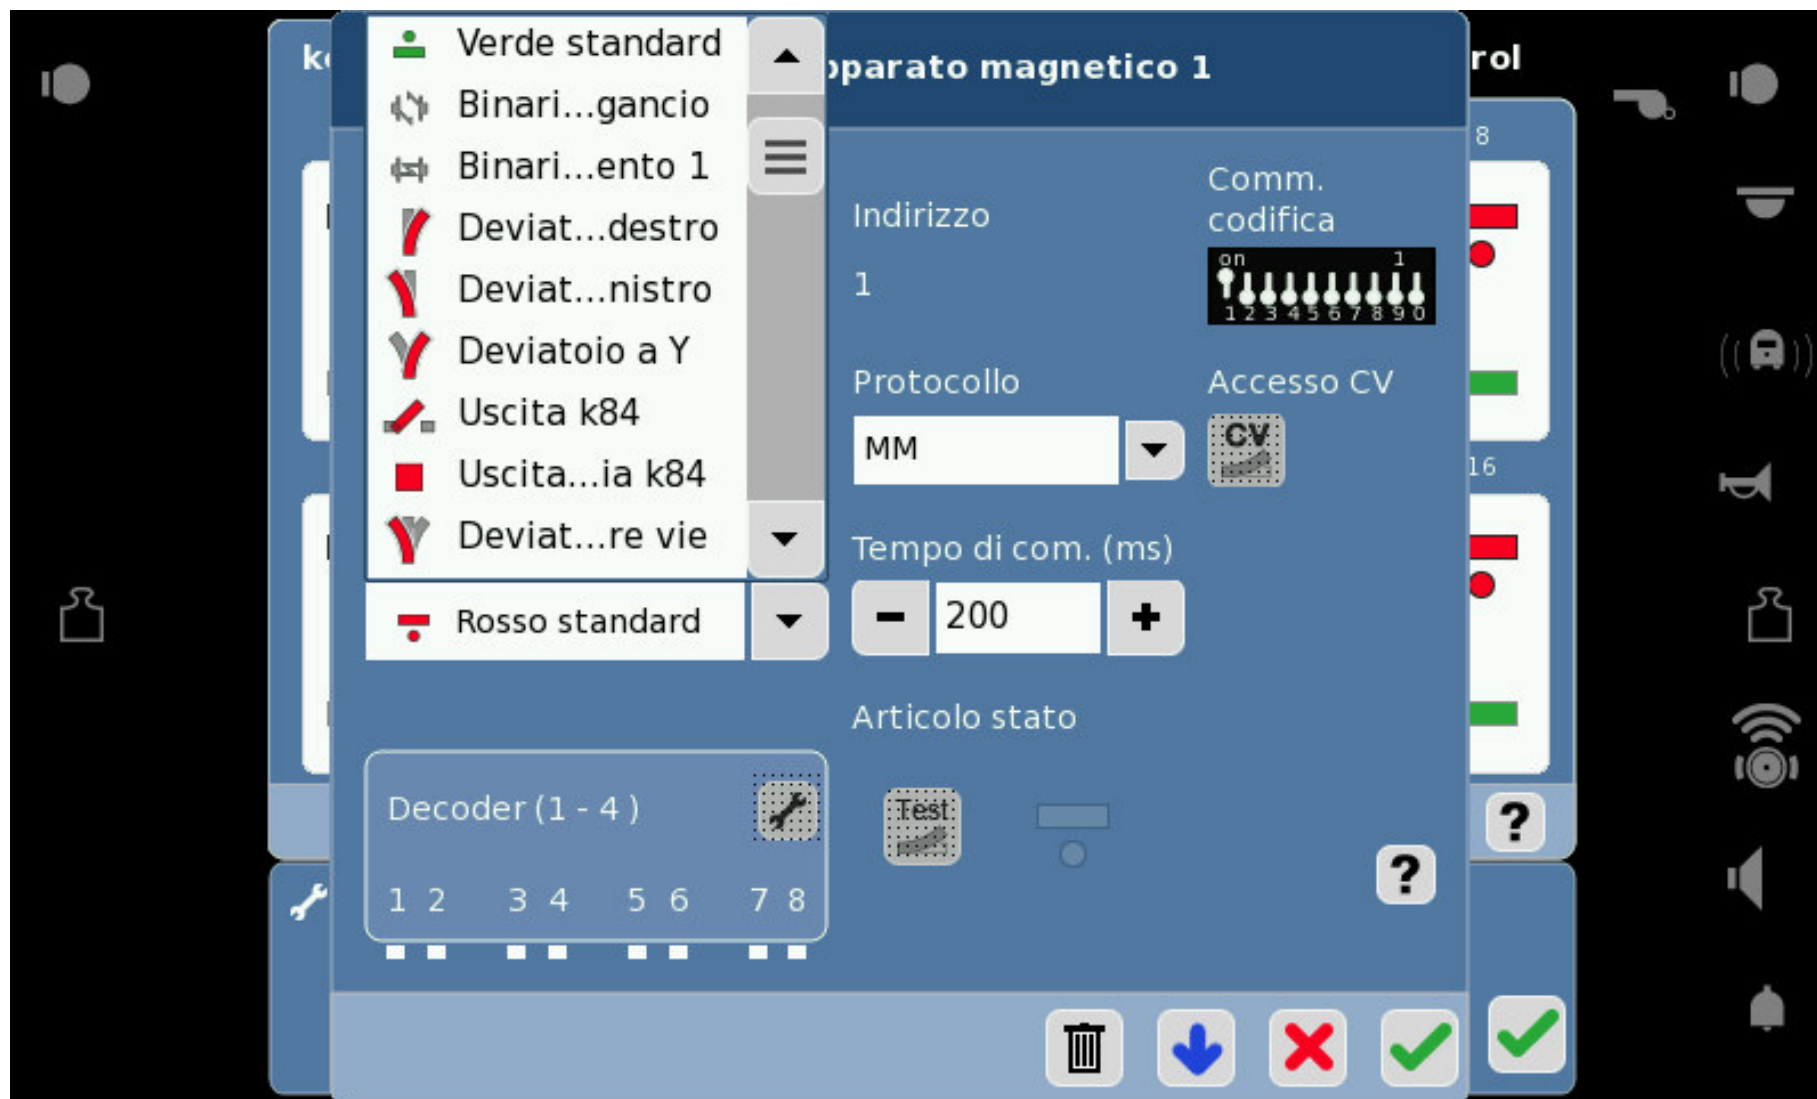 Verde standard
Binari...gancio
Binari...ento 1
Deviat...destro
Deviat...nistro
Deviatoio a Y
Uscita k84
Uscita...ia k84
Deviat...re vie
Rosso standard
pparato magnetico 1
rol
8
16
Indirizzo
1
Comm.
codifica
on 1
1 2 3 4 5 6 7 8 9 0
Protocollo
MM
Accesso CV
CV
Tempo di com. (ms)
200
Articolo stato
Test
Decoder (1 - 4 )
1 2 3 4 5 6 7 8
?
?